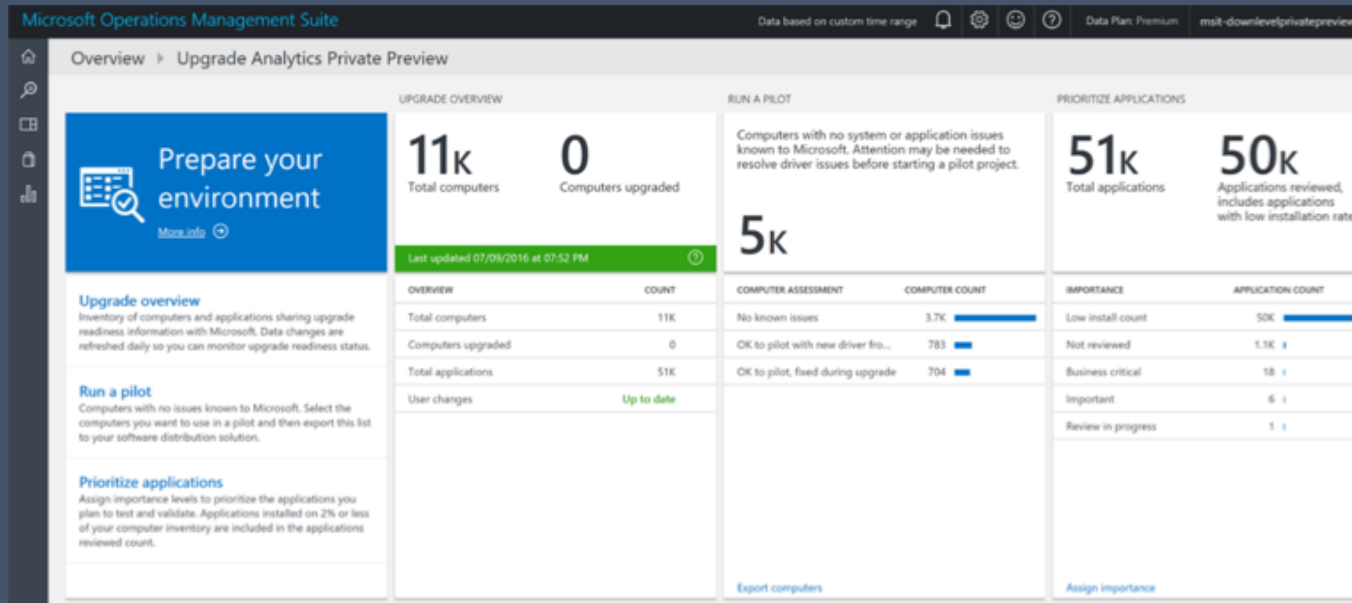 Microsoft Operations Management Suite
Data based on custom time range
Data Plan: Premium
msit-downlevelprivatepreview
Overview
Upgrade Analytics Private Preview
Prepare your
environment
More info
Upgrade overview
Inventory of computers and applications sharing upgrade
readiness information with Microsoft. Data changes are
refreshed daily so you can monitor upgrade readiness status.
Run a pilot
Computers with no issues known to Microsoft. Select the
computers you want to use in a pilot and then export this list
to your software distribution solution.
Prioritize applications
Assign importance levels to prioritize the applications you
plan to test and validate. Applications installed on 2% or less
of your computer inventory are included in the applications
reviewed count.
UPGRADE OVERVIEW
11K
Total computers
0
Computers upgraded
Last updated 07/09/2016 at 07:52 PM
OVERVIEW COUNT
Total computers 11K
Computers upgraded 0
Total applications 51K
User changes Up to date
RUN A PILOT
Computers with no system or application issues
known to Microsoft. Attention may be needed to
resolve driver issues before starting a pilot project.
5K
COMPUTER ASSESSMENT COMPUTER COUNT
No known issues 3.7K
OK to pilot with new driver fro... 783
OK to pilot, fixed during upgrade 704
Export computers
PRIORITIZE APPLICATIONS
51K
Total applications
50K
Applications reviewed,
includes applications
with low installation rate
IMPORTANCE APPLICATION COUNT
Low install count 50K
Not reviewed 1.1K
Business critical 18
Important 6
Review in progress 1
Assign importance